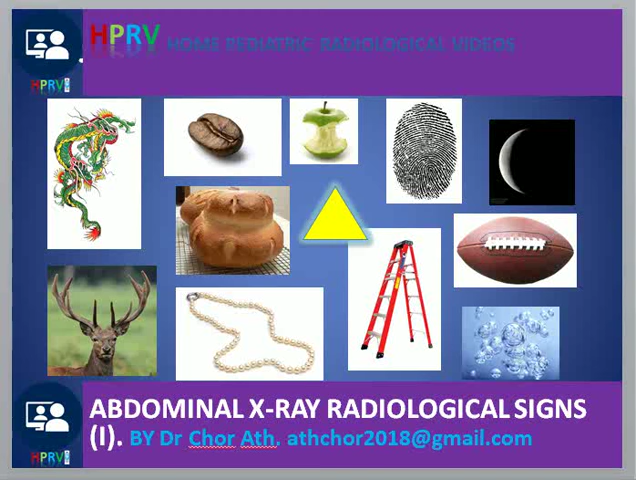 HPRV HOME PEDIATRIC RADIOLOGICAL VIDEOS
HPRV
ABDOMINAL X-RAY RADIOLOGICAL SIGNS
(I). BY Dr Chor Ath. athchor2018@gmail.com
HPRV